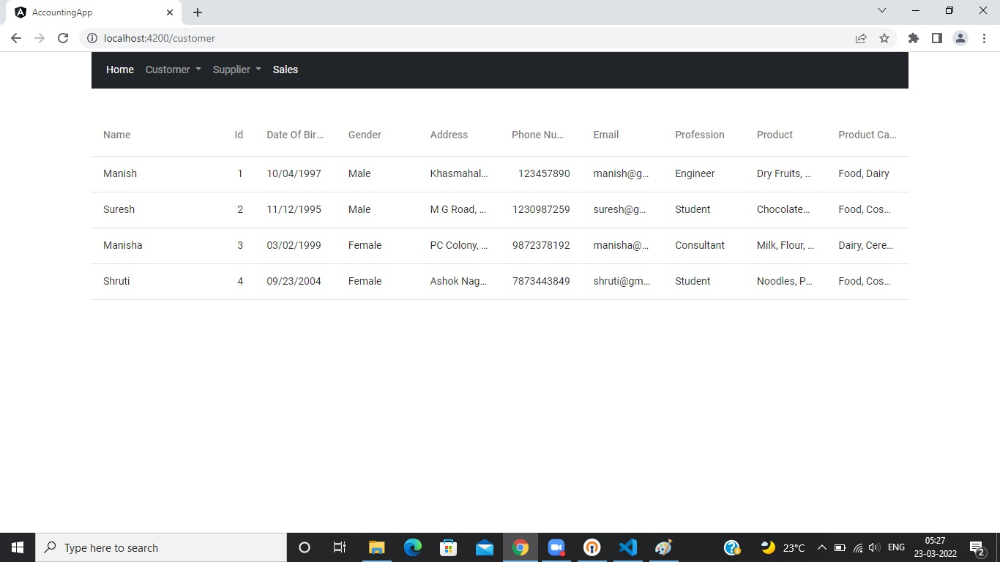 AccountingApp
localhost:4200/customer
Home Customer Supplier Sales
Name Id Date Of Bir... Gender Address Phone Nu... Email Profession Product Product Ca...
Manish 1 10/04/1997 Male Khasmahal... 123457890 manish@g... Engineer Dry Fruits, ... Food, Dairy
Suresh 2 11/12/1995 Male M G Road, ... 1230987259 suresh@g... Student Chocolate... Food, Cos...
Manisha 3 03/02/1999 Female PC Colony, ... 9872378192 manisha@... Consultant Milk, Flour, ... Dairy, Cere...
Shruti 4 09/23/2004 Female Ashok Nag... 7873443849 shruti@gm... Student Noodles, P... Food, Cos...
Type here to search 23°C ENG 05:27
23-03-2022 2